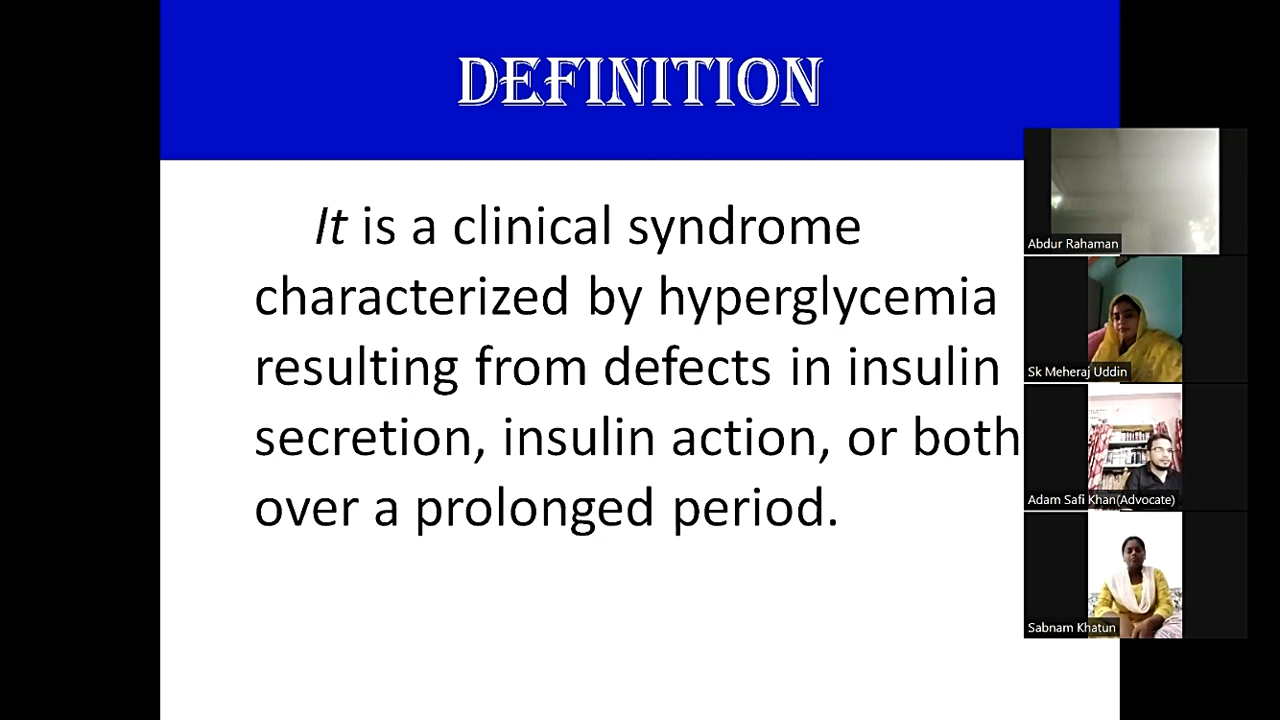 DEFINITION
It is a clinical syndrome
characterized by hyperglycemia
resulting from defects in insulin
secretion, insulin action, or both
over a prolonged period.
Abdur Rahaman
Sk Meheraj Uddin
Adam Safi Khan(Advocate)
Sabnam Khatun